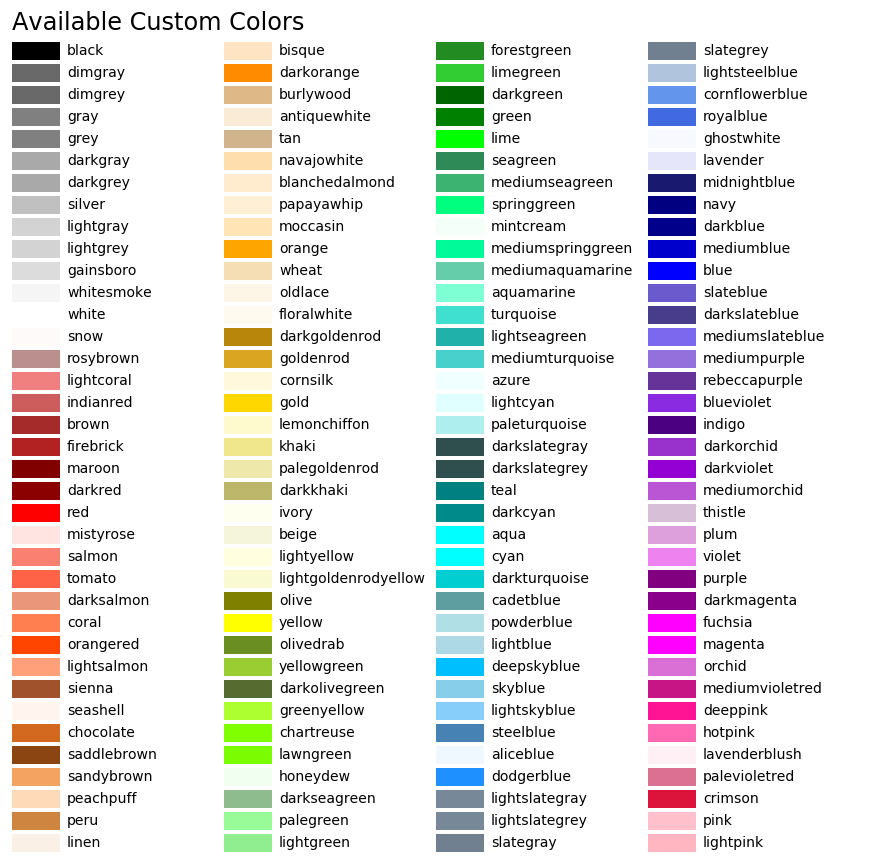 Available Custom Colors
black
dimgray
dimgrey
gray
grey
darkgray
darkgrey
silver
lightgray
lightgrey
gainsboro
whitesmoke
white
snow
rosybrown
lightcoral
indianred
brown
firebrick
maroon
darkred
red
mistyrose
salmon
tomato
darksalmon
coral
orangered
lightsalmon
sienna
seashell
chocolate
saddlebrown
sandybrown
peachpuff
peru
linen
bisque
darkorange
burlywood
antiquewhite
tan
navajowhite
blanchedalmond
papayawhip
moccasin
orange
wheat
oldlace
floralwhite
darkgoldenrod
goldenrod
cornsilk
gold
lemonchiffon
khaki
palegoldenrod
darkkhaki
ivory
beige
lightyellow
lightgoldenrodyellow
olive
yellow
olivedrab
yellowgreen
darkolivegreen
greenyellow
chartreuse
lawngreen
honeydew
darkseagreen
palegreen
lightgreen
forestgreen
limegreen
darkgreen
green
lime
seagreen
mediumseagreen
springgreen
mintcream
mediumspringgreen
mediumaquamarine
aquamarine
turquoise
lightseagreen
mediumturquoise
azure
lightcyan
paleturquoise
darkslategray
darkslategrey
teal
darkcyan
aqua
cyan
darkturquoise
cadetblue
powderblue
lightblue
deepskyblue
skyblue
lightskyblue
steelblue
aliceblue
dodgerblue
lightslategray
lightslategrey
slategray
slategrey
lightsteelblue
cornflowerblue
royalblue
ghostwhite
lavender
midnightblue
navy
darkblue
mediumblue
blue
slateblue
darkslateblue
mediumslateblue
mediumpurple
rebeccapurple
blueviolet
indigo
darkorchid
darkviolet
mediumorchid
thistle
plum
violet
purple
darkmagenta
fuchsia
magenta
orchid
mediumvioletred
deeppink
hotpink
lavenderblush
palevioletred
crimson
pink
lightpink